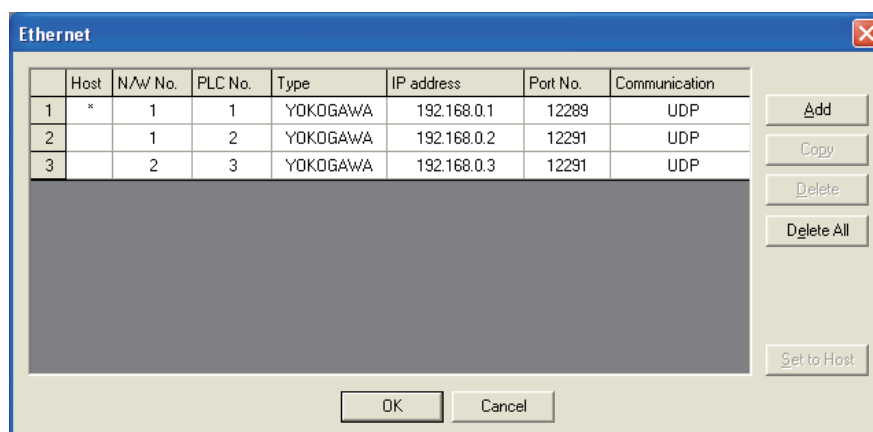 Ethernet
Host N/W No. PLC No. Type IP address Port No. Communication
1 * 1 1 YOKOGAWA 192.168.0.1 12289 UDP
2 1 2 YOKOGAWA 192.168.0.2 12291 UDP
3 2 3 YOKOGAWA 192.168.0.3 12291 UDP
Add
Copy
Delete
Delete All
Set to Host
OK Cancel